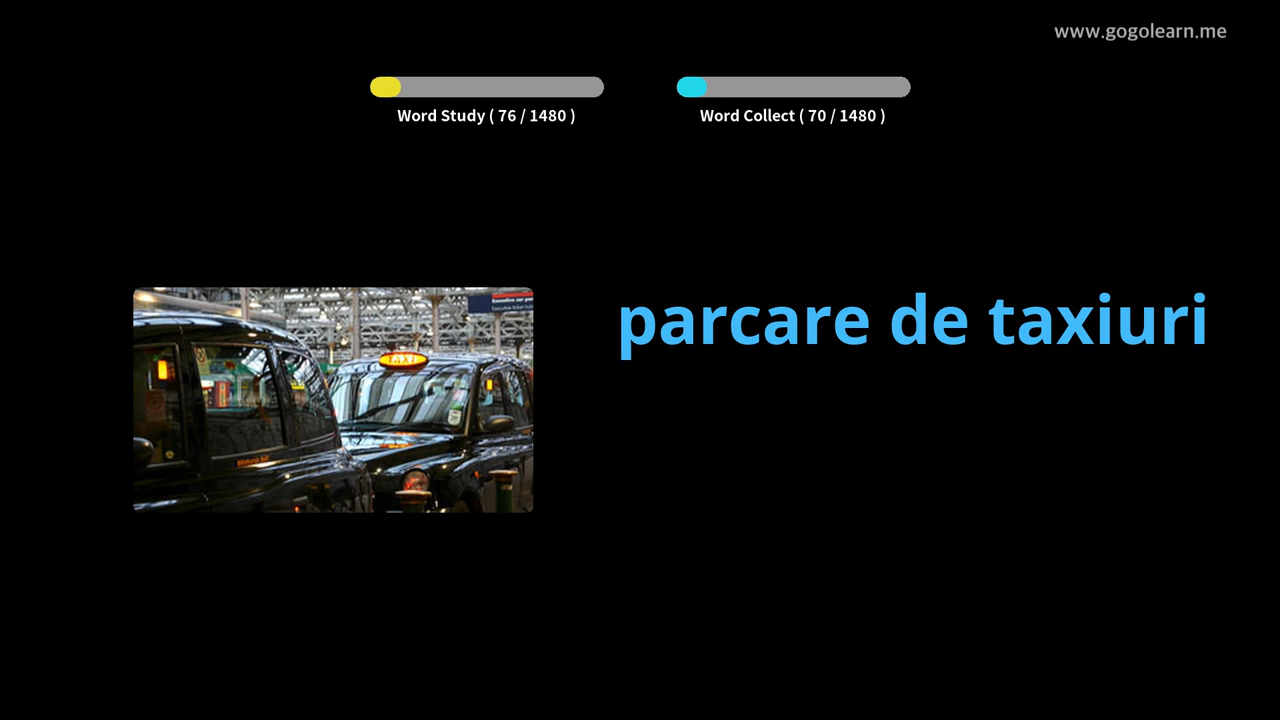 www.gogolearn.me
Word Study ( 76 / 1480 )
Word Collect ( 70 / 1480 )
parcare de taxiuri
TAXI